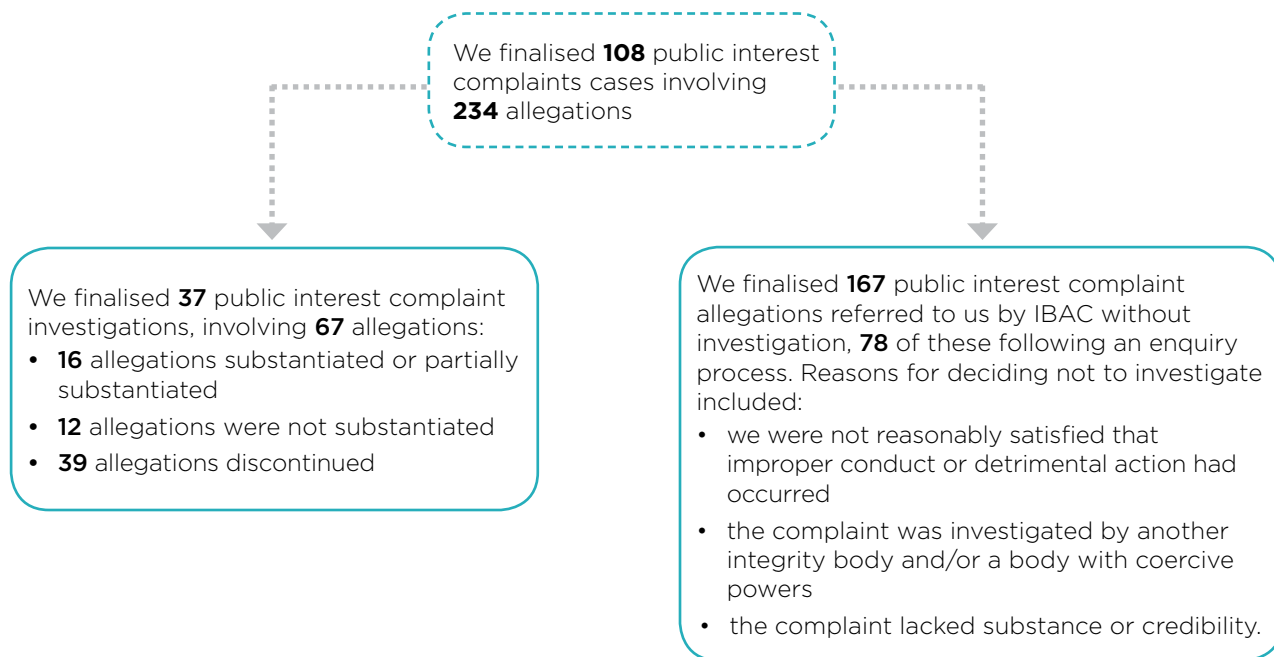 We finalised 108 public interest
complaints cases involving
234 allegations
We finalised 37 public interest complaint
investigations, involving 67 allegations:
• 16 allegations substantiated or partially
substantiated
• 12 allegations were not substantiated
• 39 allegations discontinued
We finalised 167 public interest complaint
allegations referred to us by IBAC without
investigation, 78 of these following an enquiry
process. Reasons for deciding not to investigate
included:
• we were not reasonably satisfied that
improper conduct or detrimental action had
occurred
• the complaint was investigated by another
integrity body and/or a body with coercive
powers
• the complaint lacked substance or credibility.